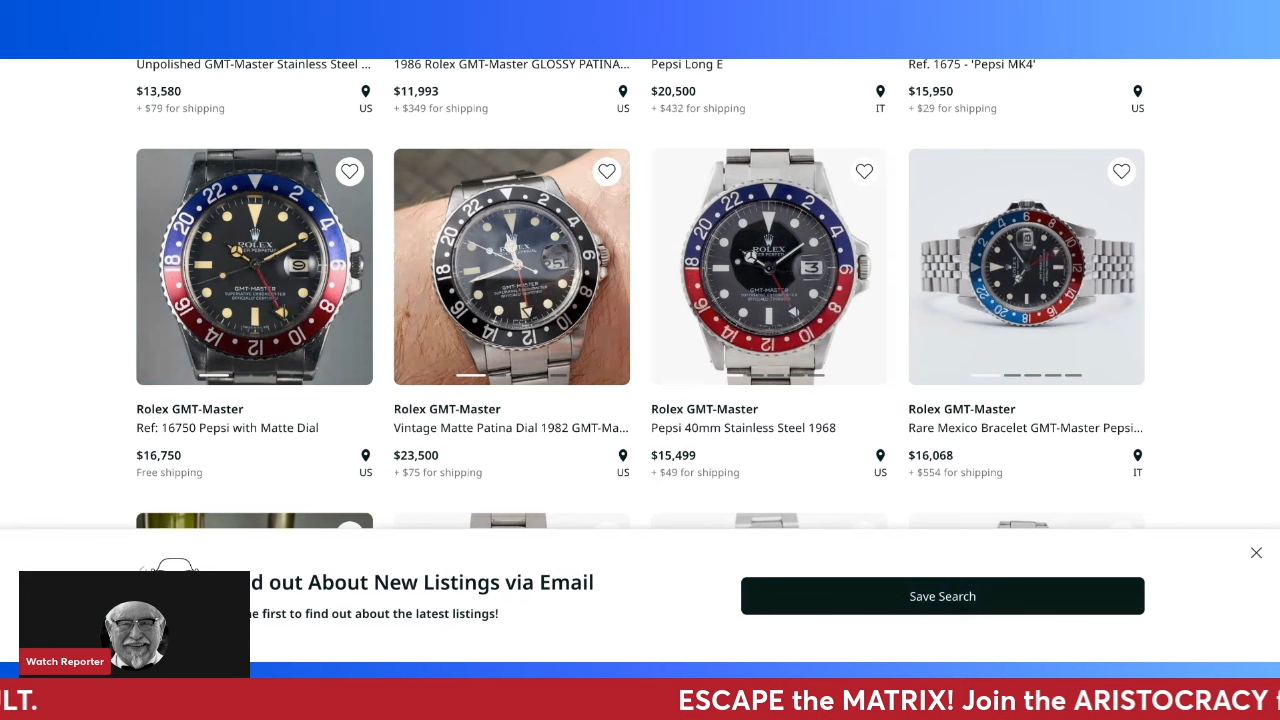 Unpolished GMT-Master Stainless Steel ...
1986 Rolex GMT-Master GLOSSY PATINA...
Pepsi Long E
Ref. 1675 - 'Pepsi MK4'
$13,580
$11,993
$20,500
$15,950
+ $79 for shipping
US
+ $349 for shipping
US
+ $432 for shipping
IT
+ $29 for shipping
US
Rolex GMT-Master
Rolex GMT-Master
Rolex GMT-Master
Rolex GMT-Master
Ref: 16750 Pepsi with Matte Dial
Vintage Matte Patina Dial 1982 GMT-Ma...
Pepsi 40mm Stainless Steel 1968
Rare Mexico Bracelet GMT-Master Pepsi...
$16,750
$23,500
$15,499
$16,068
Free shipping
US
+ $75 for shipping
US
+ $49 for shipping
US
+ $554 for shipping
IT
d out About New Listings via Email
e first to find out about the latest listings!
Save Search
Watch Reporter
LT.
ESCAPE the MATRIX! Join the ARISTOCRACY